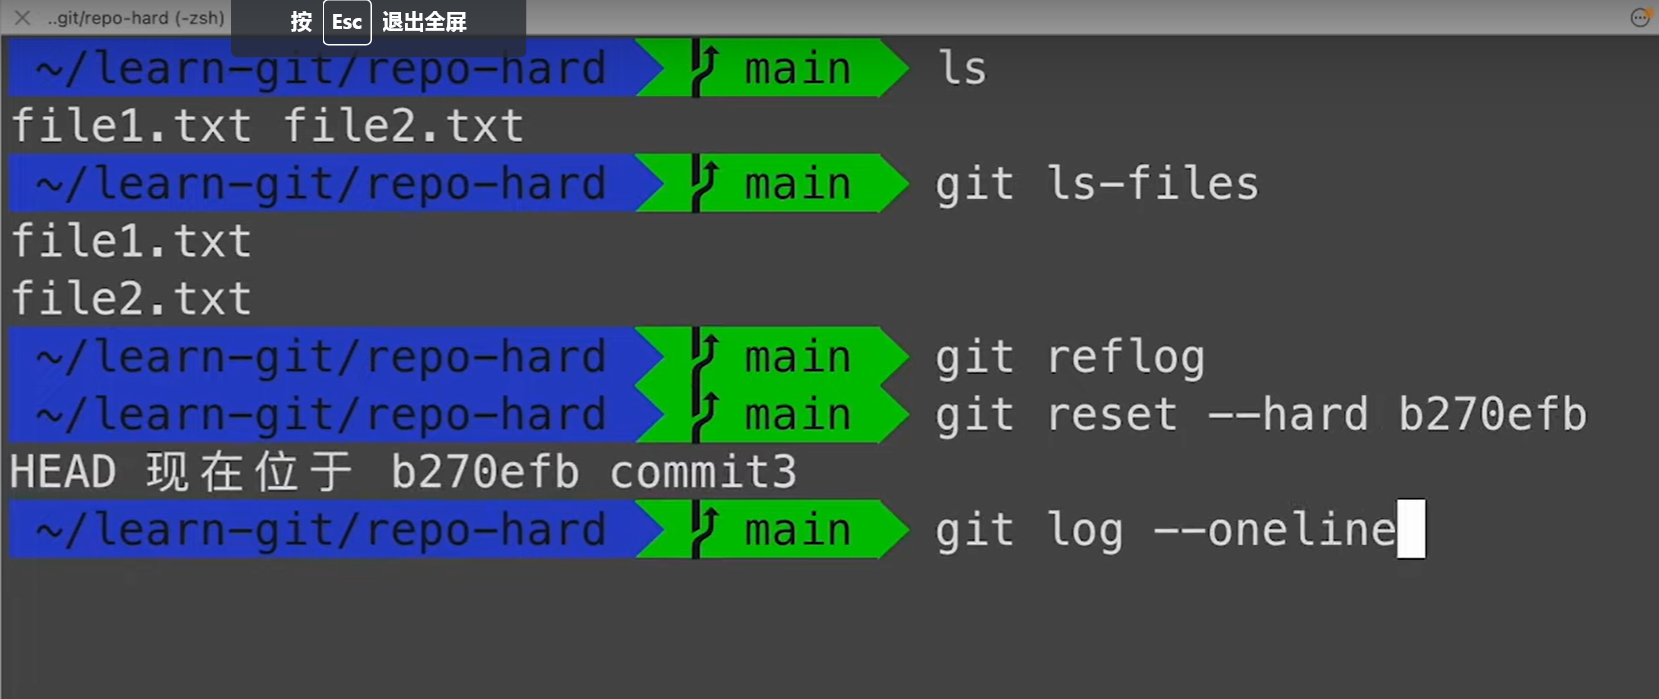 ..git/repo-hard (-zsh)
按 Esc 退出全屏
~/learn-git/repo-hard main ls
file1.txt file2.txt
~/learn-git/repo-hard main git ls-files
file1.txt
file2.txt
~/learn-git/repo-hard main git reflog
~/learn-git/repo-hard main git reset --hard b270efb
HEAD 现在位于 b270efb commit3
~/learn-git/repo-hard main git log --oneline